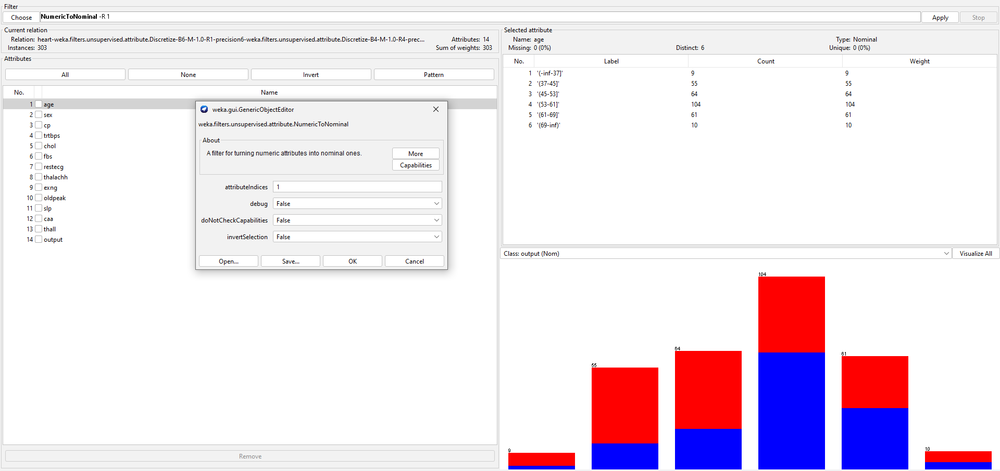 Filter
Choose NumericToNominal -R 1 Apply Stop
Current relation
Relation: heart-weka.filters.unsupervised.attribute.Discretize-B6-M-1.0-R1-precision6-weka.filters.unsupervised.attribute.Discretize-B4-M-1.0-R4-prec... Attributes: 14
Instances: 303 Sum of weights: 303
Attributes
All None Invert Pattern
No. Name
1 age
2 sex
3 cp
4 trtbps
5 chol
6 fbs
7 restecg
8 thalachh
9 exng
10 oldpeak
11 slp
12 caa
13 thall
14 output
Remove
weka.gui.GenericObjectEditor
weka.filters.unsupervised.attribute.NumericToNominal
About
A filter for turning numeric attributes into nominal ones.
More
Capabilities
attributeIndices 1
debug False
doNotCheckCapabilities False
invertSelection False
Open... Save... OK Cancel
Selected attribute
Name: age Type: Nominal
Missing: 0 (0%) Distinct: 6 Unique: 0 (0%)
No. Label Count Weight
1 '(-inf-37]' 9 9
2 '(37-45]' 55 55
3 '(45-53]' 64 64
4 '(53-61]' 104 104
5 '(61-69]' 61 61
6 '(69-inf)' 10 10
Class: output (Nom) Visualize All
9
55
64
104
61
10